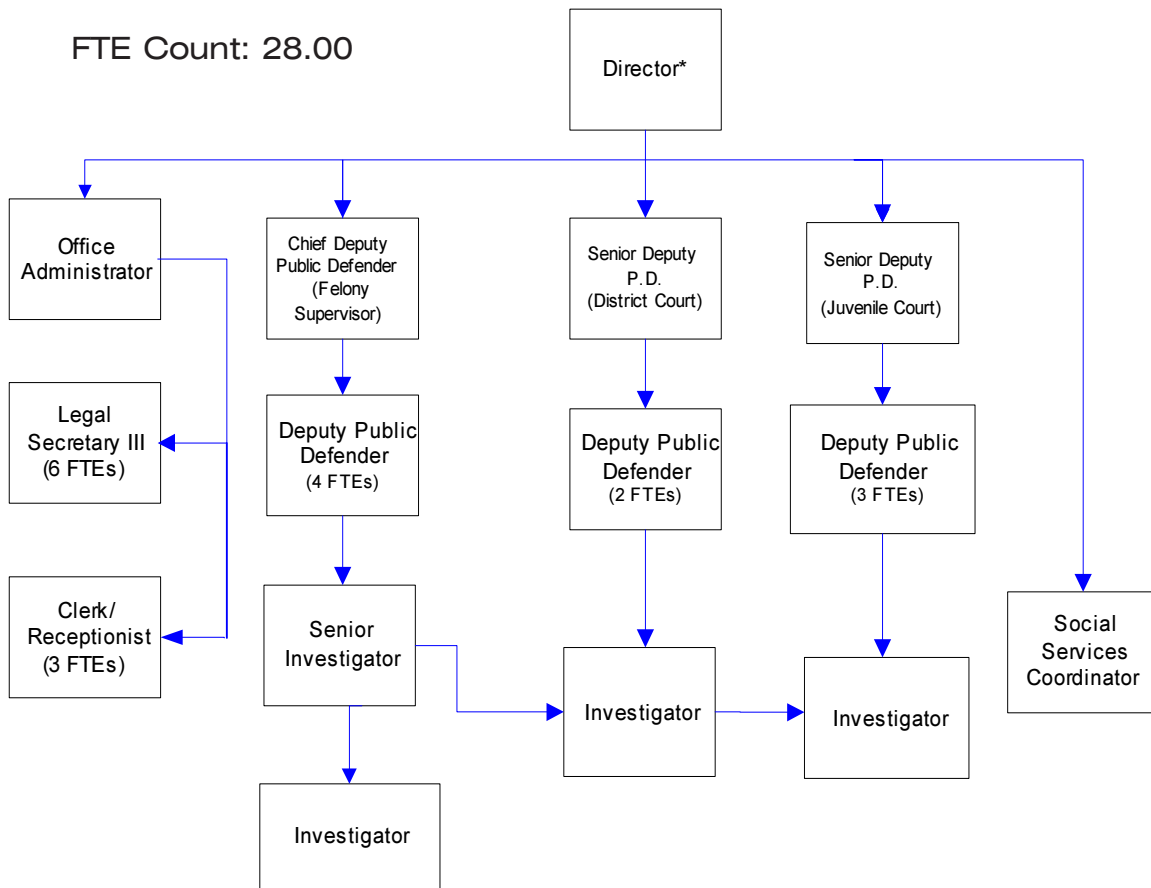 FTE Count: 28.00
Director*
Office
Administrator
Chief Deputy
Public Defender
(Felony
Supervisor)
Senior Deputy
P.D.
(District Court)
Senior Deputy
P.D.
(Juvenile Court)
Legal
Secretary III
(6 FTEs)
Deputy Public
Defender
(4 FTEs)
Deputy Public
Defender
(2 FTEs)
Deputy Public
Defender
(3 FTEs)
Clerk/
Receptionist
(3 FTEs)
Senior
Investigator
Investigator
Investigator
Social
Services
Coordinator
Investigator